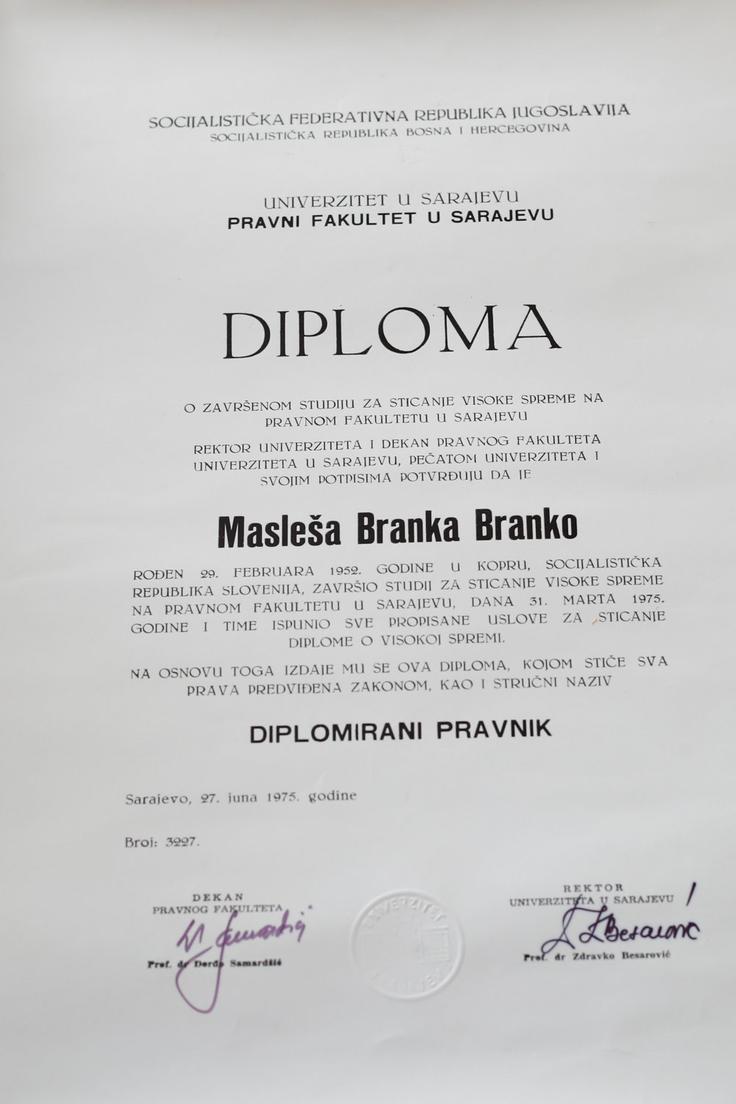 SOCIJALISTIČKA FEDERATIVNA REPUBLIKA JUGOSLAVIJA
SOCIJALISTIČKA REPUBLIKA BOSNA I HERCEGOVINA
UNIVERZITET U SARAJEVU
PRAVNI FAKULTET U SARAJEVU
DIPLOMA
O ZAVRŠENOM STUDIJU ZA STICANJE VISOKE SPREME NA
PRAVNOM FAKULTETU U SARAJEVU
REKTOR UNIVERZITETA I DEKAN PRAVNOG FAKULTETA
UNIVERZITETA U SARAJEVU, PEČATOM UNIVERZITETA I
SVOJIM POTPISIMA POTVRĐUJU DA JE
Masleša Branka Branko
ROĐEN 29. FEBRUARA 1952. GODINE U KOPRU, SOCIJALISTIČKA
REPUBLIKA SLOVENIJA, ZAVRŠIO STUDIJ ZA STICANJE VISOKE SPREME
NA PRAVNOM FAKULTETU U SARAJEVU, DANA 31. MARTA 1975.
GODINE I TIME ISPUNIO SVE PROPISANE USLOVE ZA STICANJE
DIPLOME O VISOKOJ SPREMI.
NA OSNOVU TOGA IZDAJE MU SE OVA DIPLOMA, KOJOM STIČE SVA
PRAVA PREDVIĐENA ZAKONOM, KAO I STRUČNI NAZIV
DIPLOMIRANI PRAVNIK
Sarajevo, 27. juna 1975. godine
Broj: 3227.
DEKAN
PRAVNOG FAKULTETA
Prof. dr Đorđo Samardžić
REKTOR
UNIVERZITETA U SARAJEVU
Z Besarović
Prof. dr Zdravko Besarović
UNIVERZITET